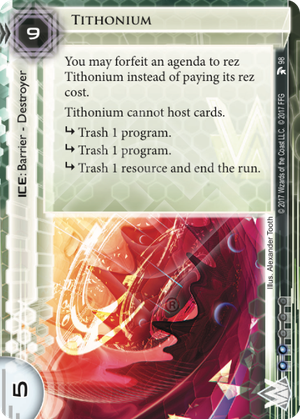 TITHONIUM
9
You may forfeit an agenda to rez
Tithonium instead of paying its rez
cost.
Tithonium cannot host cards.
↳ Trash 1 program.
↳ Trash 1 program.
↳ Trash 1 resource and end the run.
ICE: Barrier - Destroyer
98
© 2017 Wizards of the Coast LLC. © 2017 FFG
Illus. Alexander Tooth
5